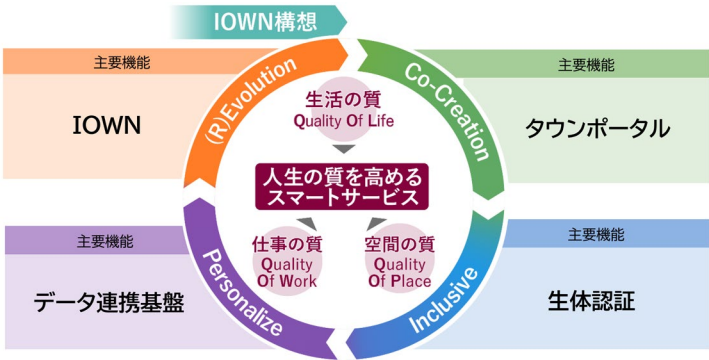 IOWN構想
主要機能
IOWN
(R)Evolution
Co-Creation
主要機能
タウンポータル
生活の質
Quality Of Life
人生の質を高める
スマートサービス
仕事の質
Quality
Of Work
空間の質
Quality
Of Place
主要機能
データ連携基盤
Personalize
Inclusive
主要機能
生体認証